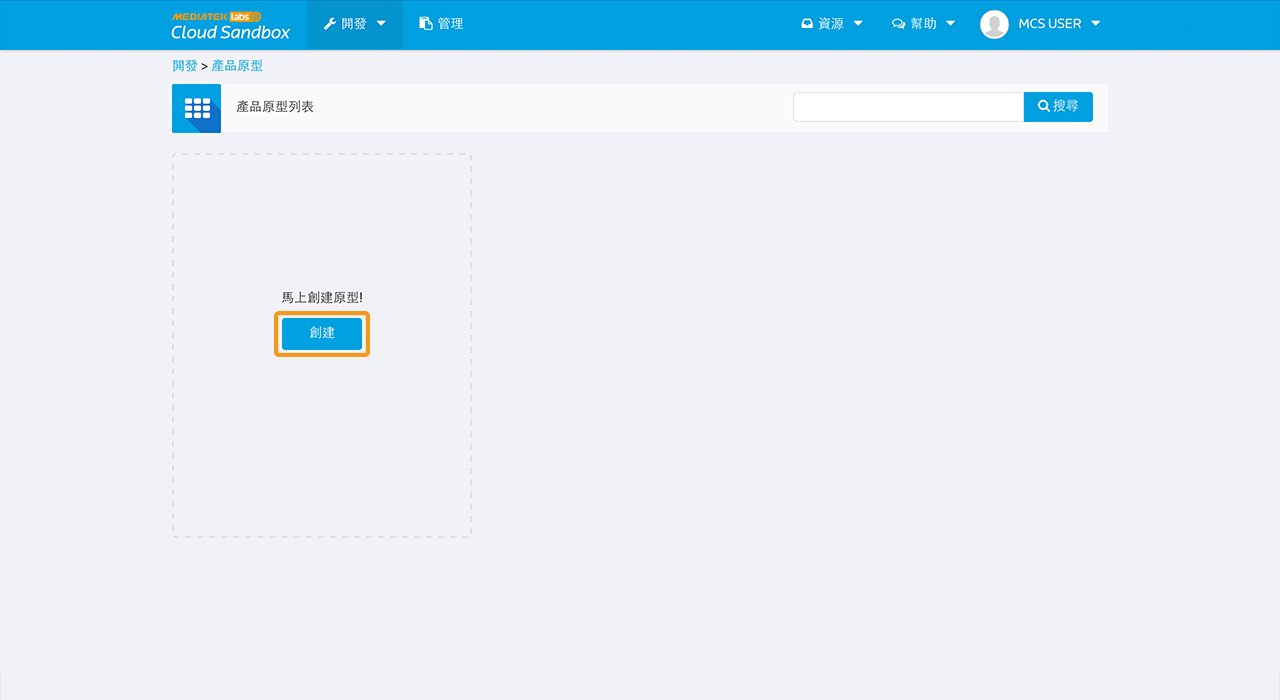 MEDIATEK labs
Cloud Sandbox
開發
管理
資源
幫助
MCS USER
開發 > 產品原型
產品原型列表
搜尋
馬上創建原型!
創建